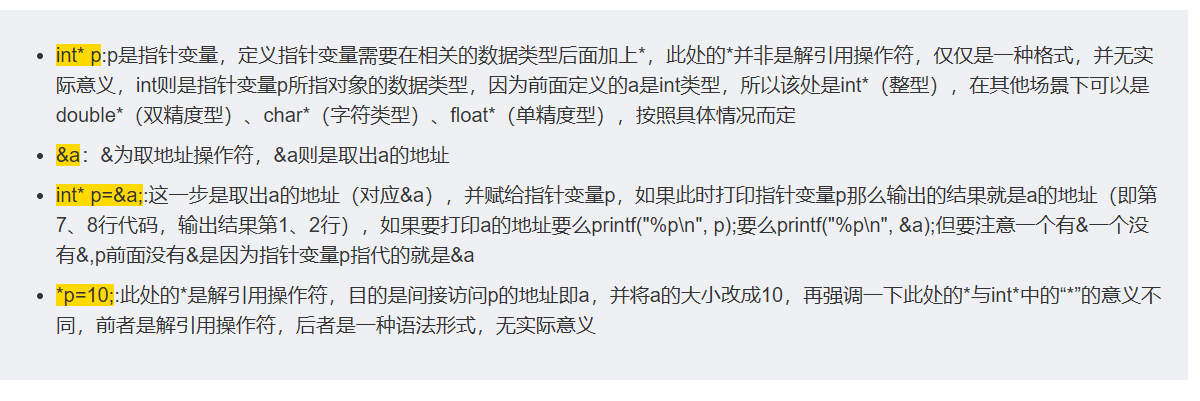 int* p:p是指针变量，定义指针变量需要在相关的数据类型后面加上*，此处的*并非是解引用操作符，仅仅是一种格式，并无实
际意义，int则是指针变量p所指对象的数据类型，因为前面定义的a是int类型，所以该处是int*（整型），在其他场景下可以是
double*（双精度型）、char*（字符类型）、float*（单精度型），按照具体情况而定
&a：&为取地址操作符，&a则是取出a的地址
int* p=&a;:这一步是取出a的地址（对应&a），并赋给指针变量p，如果此时打印指针变量p那么输出的结果就是a的地址（即第
7、8行代码，输出结果第1、2行），如果要打印a的地址要么printf("%p\n", p);要么printf("%p\n", &a);但要注意一个有&一个没
有&,p前面没有&是因为指针变量p指代的就是&a
*p=10;:此处的*是解引用操作符，目的是间接访问p的地址即a，并将a的大小改成10，再强调一下此处的*与int*中的“*”的意义不
同，前者是解引用操作符，后者是一种语法形式，无实际意义